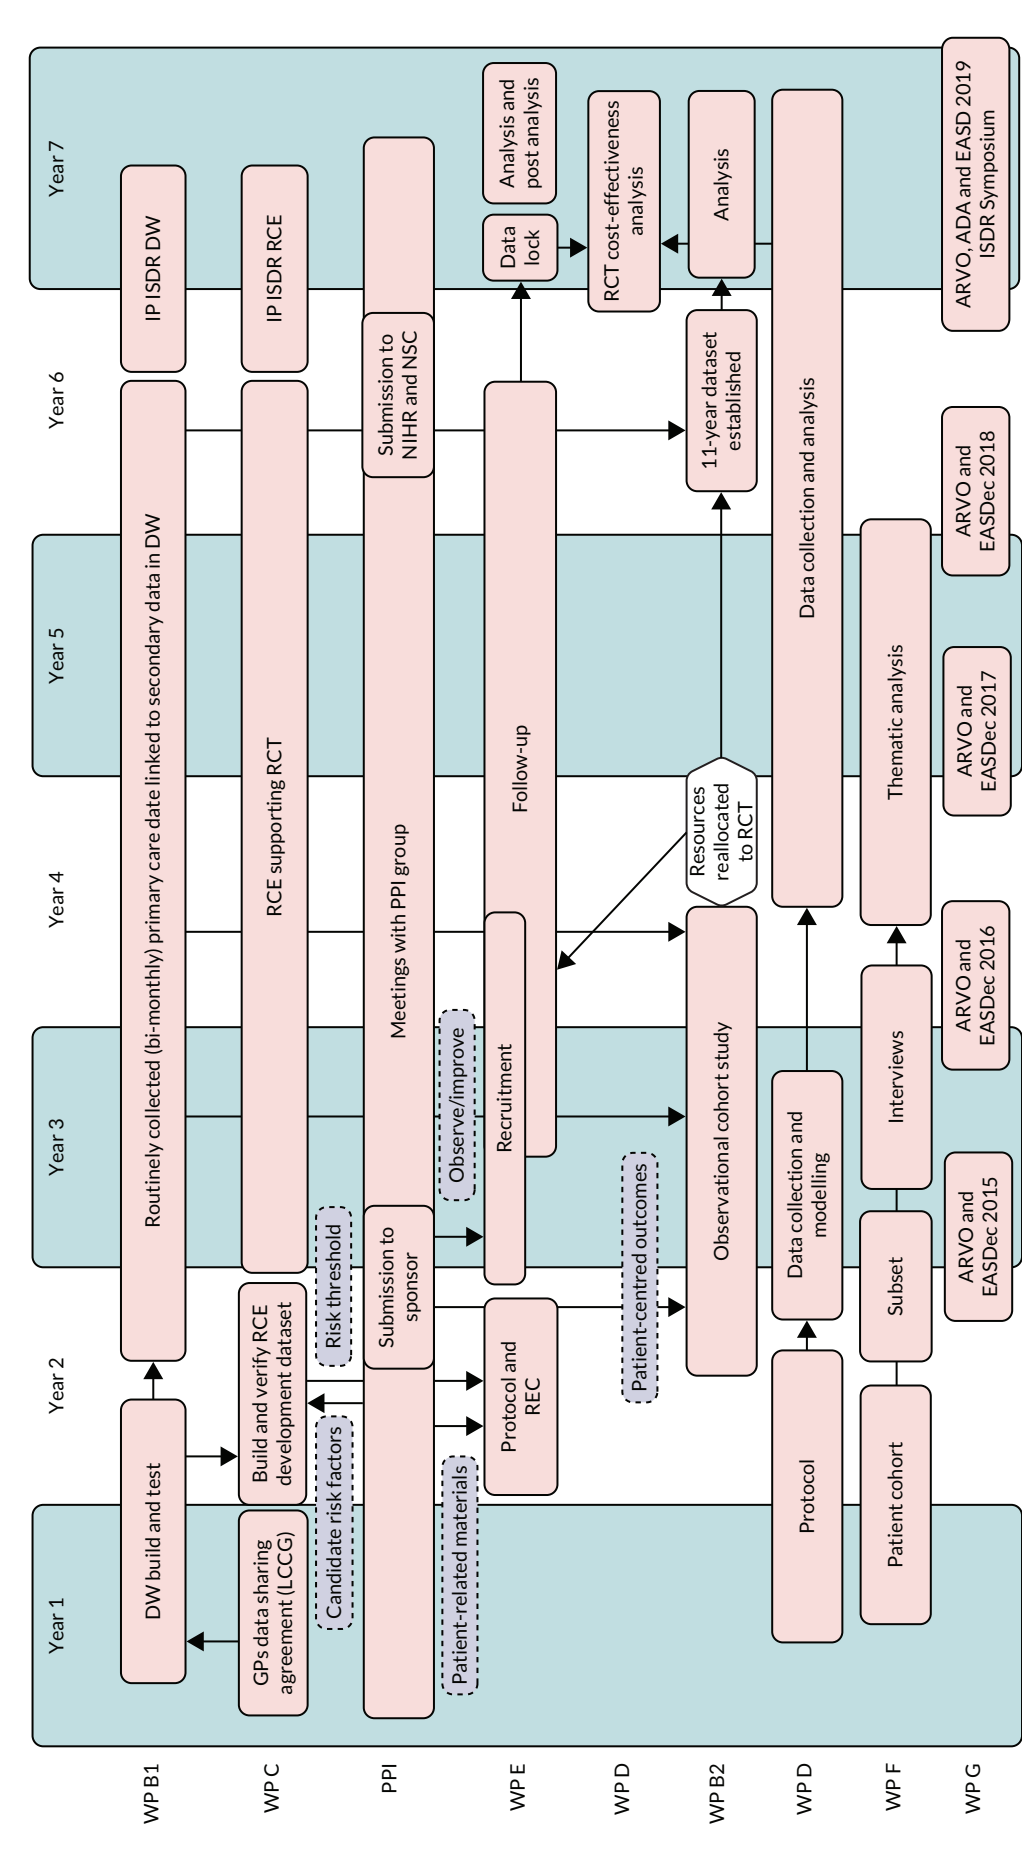 Year 1
Year 2
Year 3
Year 4
Year 5
Year 6
Year 7
WP B1
DW build and test
Routinely collected (bi-monthly) primary care date linked to secondary data in DW
IP ISDR DW
WP C
GPs data sharing
agreement (LCCG)
Build and verify RCE
development dataset
RCE supporting RCT
IP ISDR RCE
Candidate risk factors
Risk threshold
PPI
Submission to
sponsor
Meetings with PPI group
Submission to
NIHR and NSC
Patient-related materials
Observe/improve
WP E
Protocol and
REC
Recruitment
Follow-up
Data
lock
Analysis and
post analysis
WP D
Patient-centred outcomes
RCT cost-effectiveness
analysis
WP B2
Observational cohort study
Resources
reallocated
to RCT
11-year dataset
established
Analysis
WP D
Protocol
Data collection and
modelling
Data collection and analysis
WP F
Patient cohort
Subset
Interviews
Thematic analysis
WP G
ARVO and
EASDec 2015
ARVO and
EASDec 2016
ARVO and
EASDec 2017
ARVO and
EASDec 2018
ARVO, ADA and EASD 2019
ISDR Symposium